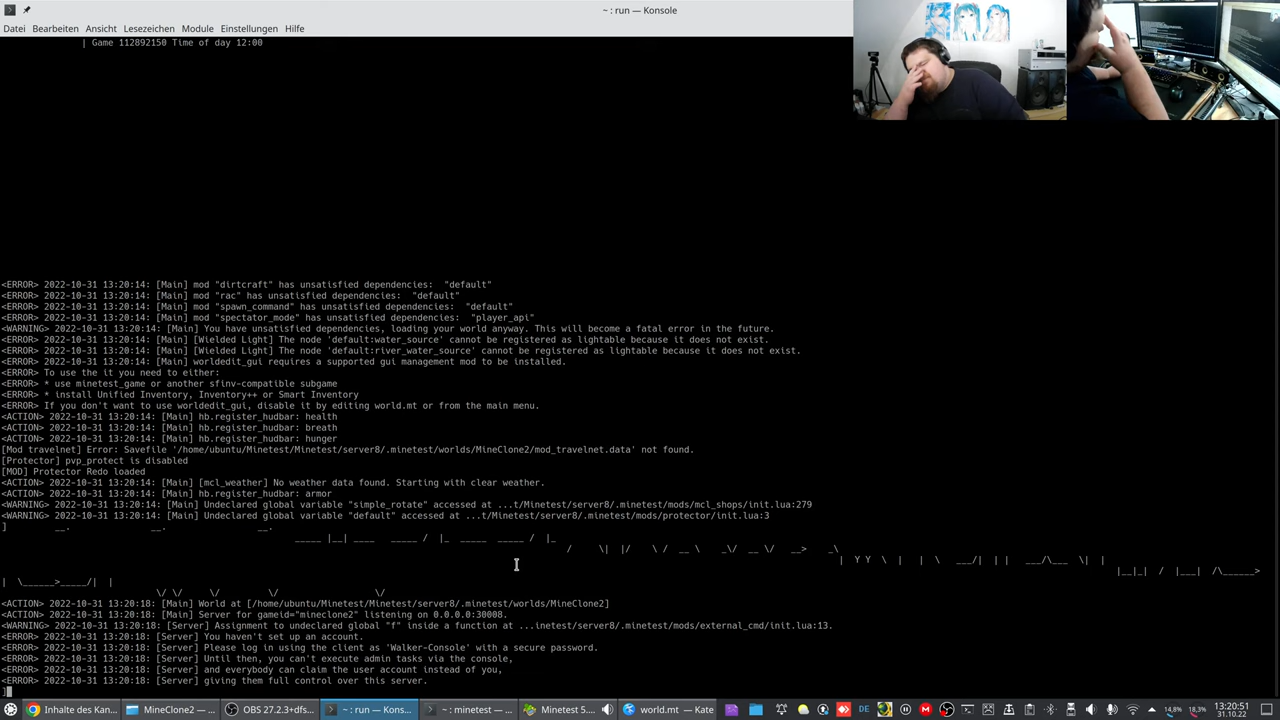 ~ : run — Konsole
Datei Bearbeiten Ansicht Lesezeichen Module Einstellungen Hilfe
| Game 112892150 Time of day 12:00
<ERROR> 2022-10-31 13:20:14: [Main] mod "dirtcraft" has unsatisfied dependencies:  "default"
<ERROR> 2022-10-31 13:20:14: [Main] mod "rac" has unsatisfied dependencies:  "default"
<ERROR> 2022-10-31 13:20:14: [Main] mod "spawn_command" has unsatisfied dependencies:  "default"
<ERROR> 2022-10-31 13:20:14: [Main] mod "spectator_mode" has unsatisfied dependencies:  "player_api"
<WARNING> 2022-10-31 13:20:14: [Main] You have unsatisfied dependencies, loading your world anyway. This will become a fatal error in the future.
<ERROR> 2022-10-31 13:20:14: [Main] [Wielded Light] The node 'default:water_source' cannot be registered as lightable because it does not exist.
<ERROR> 2022-10-31 13:20:14: [Main] [Wielded Light] The node 'default:river_water_source' cannot be registered as lightable because it does not exist.
<ERROR> 2022-10-31 13:20:14: [Main] worldedit_gui requires a supported gui management mod to be installed.
<ERROR> To use the it you need to either:
<ERROR> * use minetest_game or another sfinv-compatible subgame
<ERROR> * install Unified Inventory, Inventory++ or Smart Inventory
<ERROR> If you don't want to use worldedit_gui, disable it by editing world.mt or from the main menu.
<ACTION> 2022-10-31 13:20:14: [Main] hb.register_hudbar: health
<ACTION> 2022-10-31 13:20:14: [Main] hb.register_hudbar: breath
<ACTION> 2022-10-31 13:20:14: [Main] hb.register_hudbar: hunger
[Mod travelnet] Error: Savefile '/home/ubuntu/Minetest/Minetest/server8/.minetest/worlds/MineClone2/mod_travelnet.data' not found.
[Protector] pvp_protect is disabled
[MOD] Protector Redo loaded
<ACTION> 2022-10-31 13:20:14: [Main] [mcl_weather] No weather data found. Starting with clear weather.
<ACTION> 2022-10-31 13:20:14: [Main] hb.register_hudbar: armor
<WARNING> 2022-10-31 13:20:14: [Main] Undeclared global variable "simple_rotate" accessed at ...t/Minetest/server8/.minetest/mods/mcl_shops/init.lua:279
<WARNING> 2022-10-31 13:20:14: [Main] Undeclared global variable "default" accessed at ...t/Minetest/server8/.minetest/mods/protector/init.lua:3
<ACTION> 2022-10-31 13:20:18: [Main] World at [/home/ubuntu/Minetest/Minetest/server8/.minetest/worlds/MineClone2]
<ACTION> 2022-10-31 13:20:18: [Main] Server for gameid="mineclone2" listening on 0.0.0.0:30008.
<WARNING> 2022-10-31 13:20:18: [Server] Assignment to undeclared global "f" inside a function at ...inetest/server8/.minetest/mods/external_cmd/init.lua:13.
<ERROR> 2022-10-31 13:20:18: [Server] You haven't set up an account.
<ERROR> 2022-10-31 13:20:18: [Server] Please log in using the client as 'Walker-Console' with a secure password.
<ERROR> 2022-10-31 13:20:18: [Server] Until then, you can't execute admin tasks via the console,
<ERROR> 2022-10-31 13:20:18: [Server] and everybody can claim the user account instead of you,
<ERROR> 2022-10-31 13:20:18: [Server] giving them full control over this server.
Inhalte des Kan... MineClone2 — ... OBS 27.2.3+dfs... ~ : run — Kons... ~ : minetest — ... Minetest 5.... world.mt — Kate DE 14,8% 18,3% 13:20:51
31.10.22